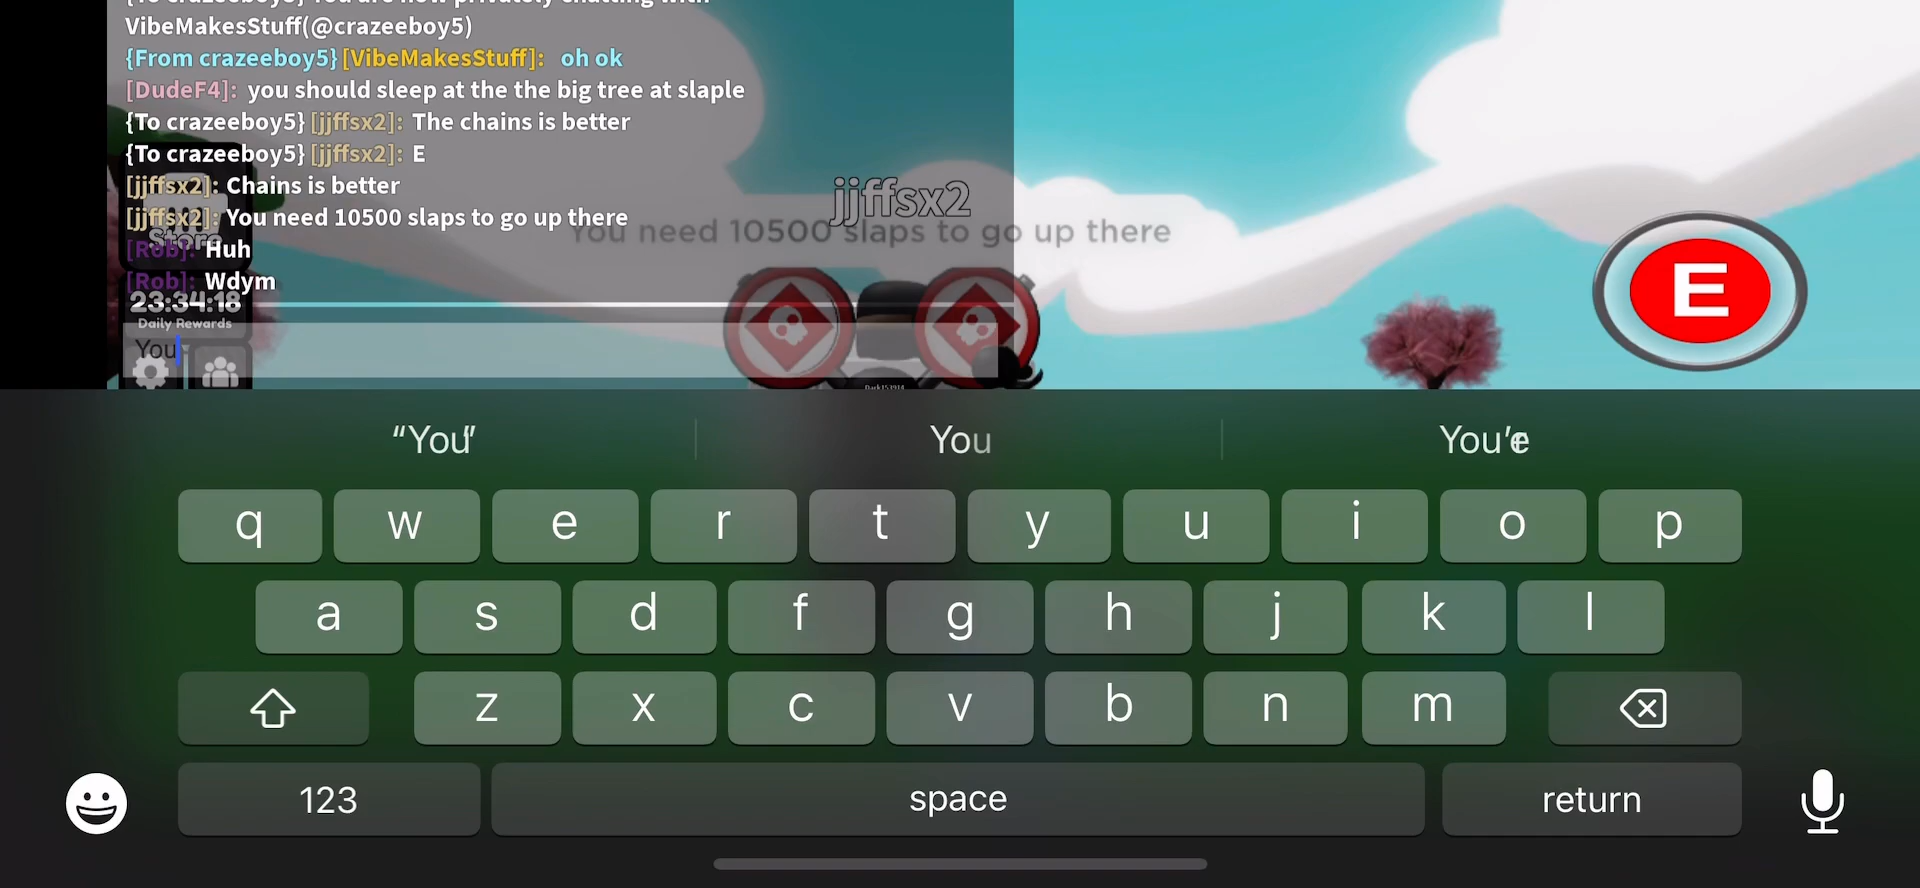 VibeMakesStuff(@crazeeboy5)
{From crazeeboy5} [VibeMakesStuff]: oh ok
[DudeF4]: you should sleep at the the big tree at slaple
{To crazeeboy5} [jjffsx2]: The chains is better
{To crazeeboy5} [jjffsx2]: E
[jjffsx2]: Chains is better
[jjffsx2]: You need 10500 slaps to go up there
[Rob]: Huh
[Rob]: Wdym
Store
23:34:18
Daily Rewards
You
jjffsx2
You need 10500 slaps to go up there
E
“You” You You’re
q w e r t y u i o p
a s d f g h j k l
z x c v b n m
123 space return